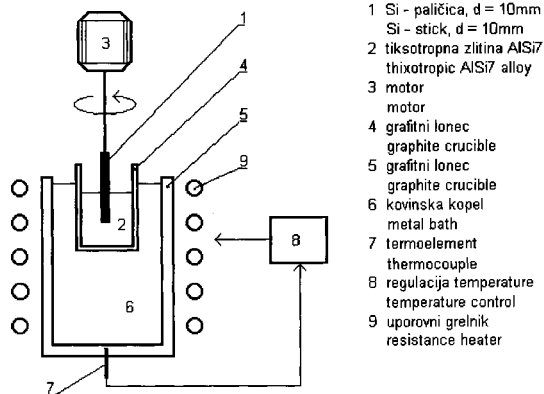 3
1
4
5
9
2
8
6
7
1 Si - paličica, d = 10mm
Si - stick, d = 10mm
2 tiksotropna zlitina AlSi7
thixotropic AlSi7 alloy
3 motor
motor
4 grafitni lonec
graphite crucible
5 grafitni lonec
graphite crucible
6 kovinska kopel
metal bath
7 termoelement
thermocouple
8 regulacija temperature
temperature control
9 uporovni grelnik
resistance heater